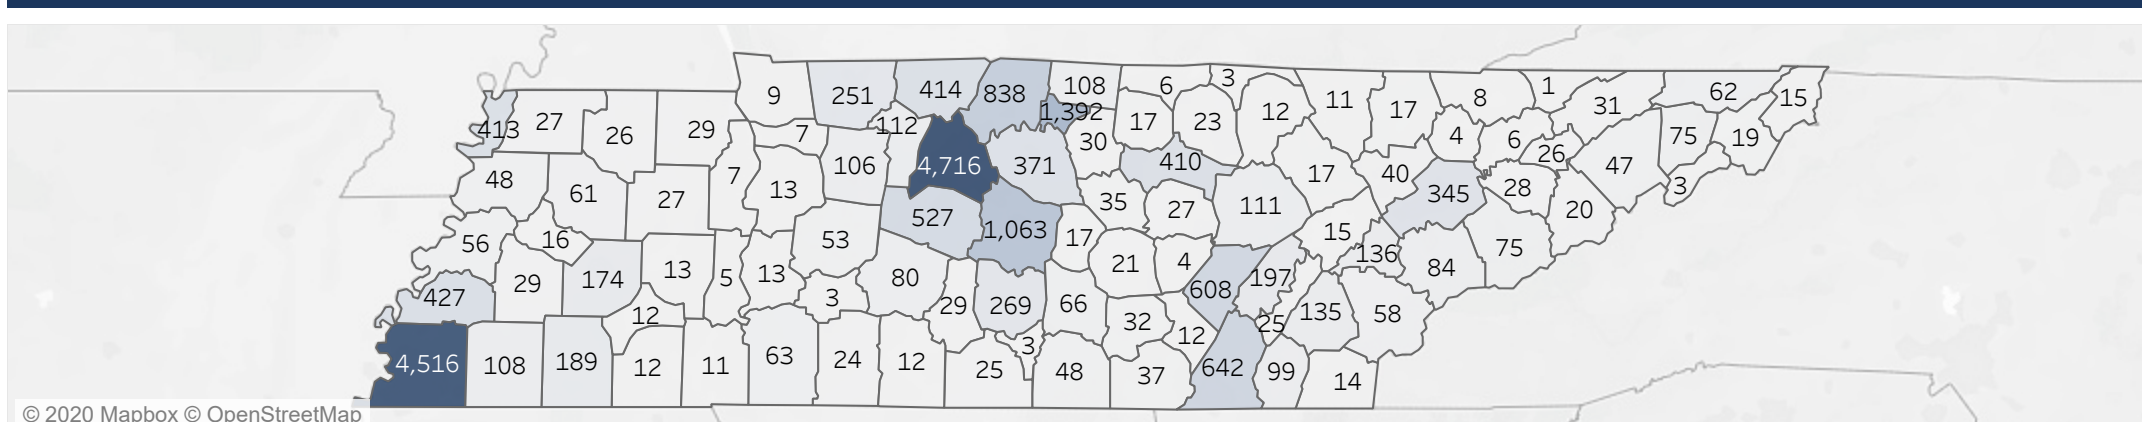 9 251 414 838 108 6 3 12 11 17 8 1 31 62 15
413 27 26 29 7 112 1,392 17 23 4 6 26 75 19
48 61 27 7 13 106 4,716 371 30 410 17 40 345 28 20 47 3
56 16 53 527 1,063 35 27 111 15 136 84 75
427 29 174 13 5 13 3 80 29 269 17 21 4 608 197 135 58
12 66 32 12 25
4,516 108 189 12 11 63 24 12 25 3 48 37 642 99 14
© 2020 Mapbox © OpenStreetMap